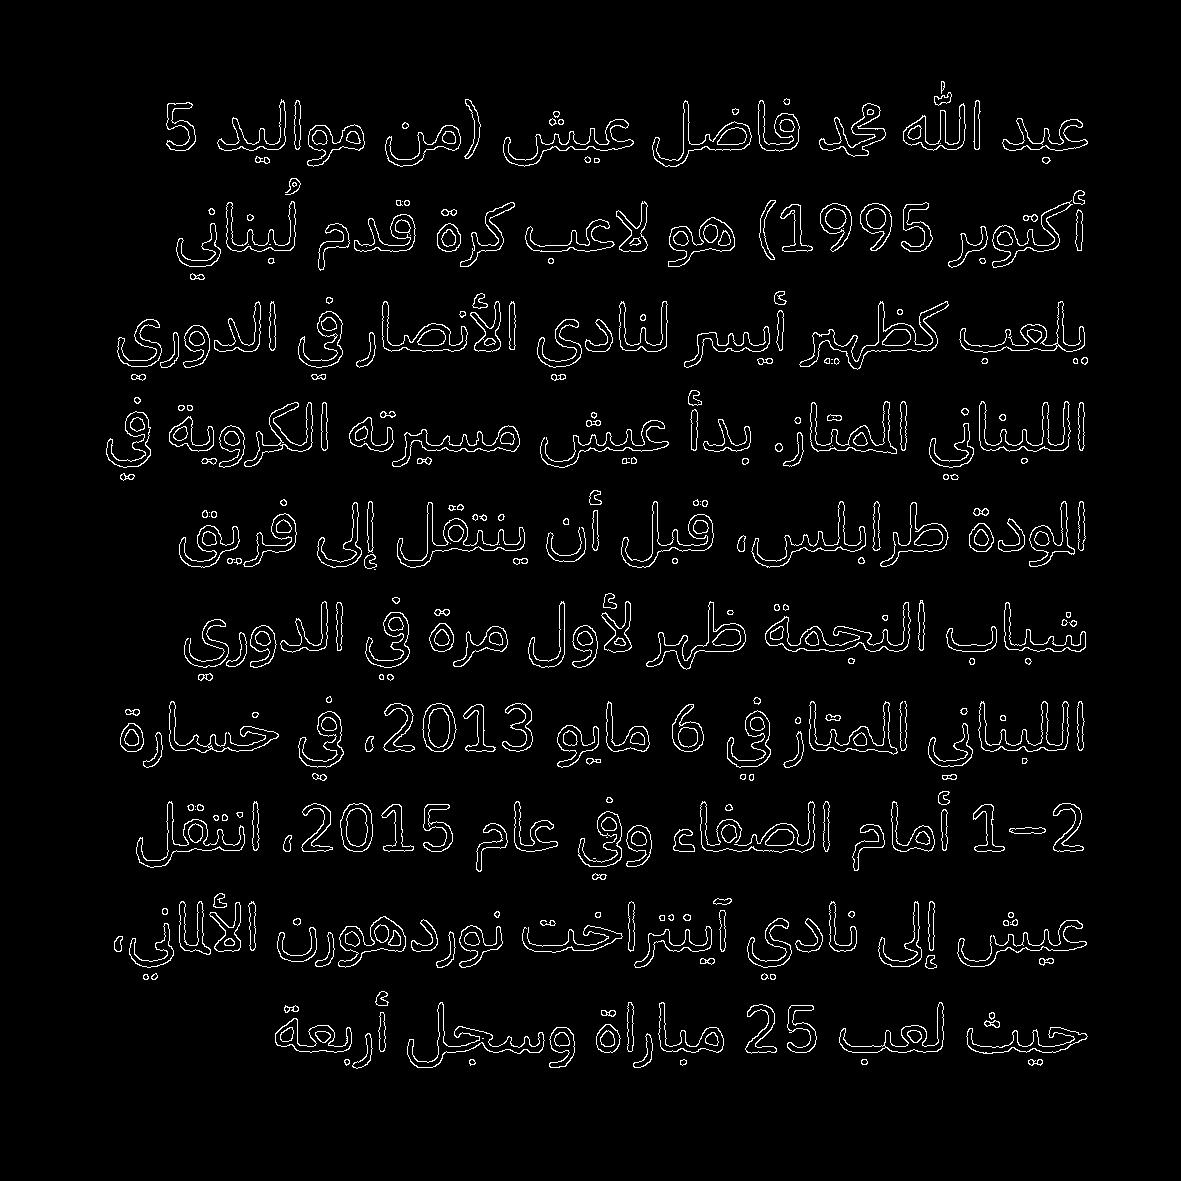 عبد الله محمد فاضل عيش (من مواليد 5
أكتوبر 1995) هو لاعب كرة قدم لُبناني
يلعب كظهير أيسر لنادي الأنصار في الدوري
اللبناني الممتاز. بدأ عيش مسيرته الكروية في
المودة طرابلس، قبل أن ينتقل إلى فريق
شباب النجمة ظهر لأول مرة في الدوري
اللبناني الممتاز في 6 مايو 2013، في خسارة
2–1 أمام الصفاء وفي عام 2015، انتقل
عيش إلى نادي آينتراخت نوردهورن الألماني،
حيث لعب 25 مباراة وسجل أربعة